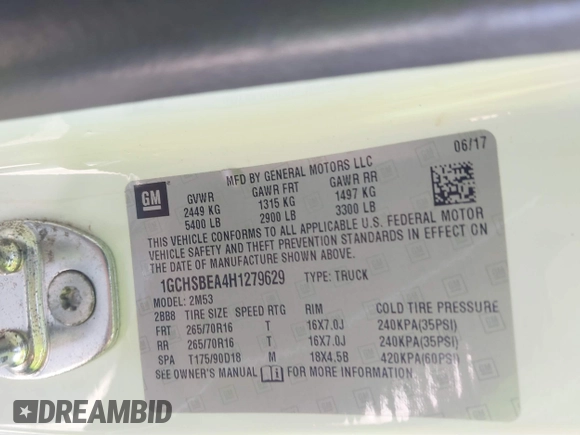 06/17
MFD BY GENERAL MOTORS LLC
GM
GVWR GAWR FRT GAWR RR
2449 KG 1315 KG 1497 KG
5400 LB 2900 LB 3300 LB
THIS VEHICLE CONFORMS TO ALL APPLICABLE U.S. FEDERAL MOTOR
VEHICLE SAFETY AND THEFT PREVENTION STANDARDS IN EFFECT ON
THE DATE OF MANUFACTURE SHOWN ABOVE.
1GCHSBEA4H1279629 TYPE: TRUCK
MODEL: 2M53
2BB8 TIRE SIZE SPEED RTG RIM COLD TIRE PRESSURE
FRT 265/70R16 T 16X7.0J 240KPA(35PSI)
RR 265/70R16 T 16X7.0J 240KPA(35PSI)
SPA T175/90D18 M 18X4.5B 420KPA(60PSI)
SEE OWNER'S MANUAL FOR MORE INFORMATION.
DREAMBID